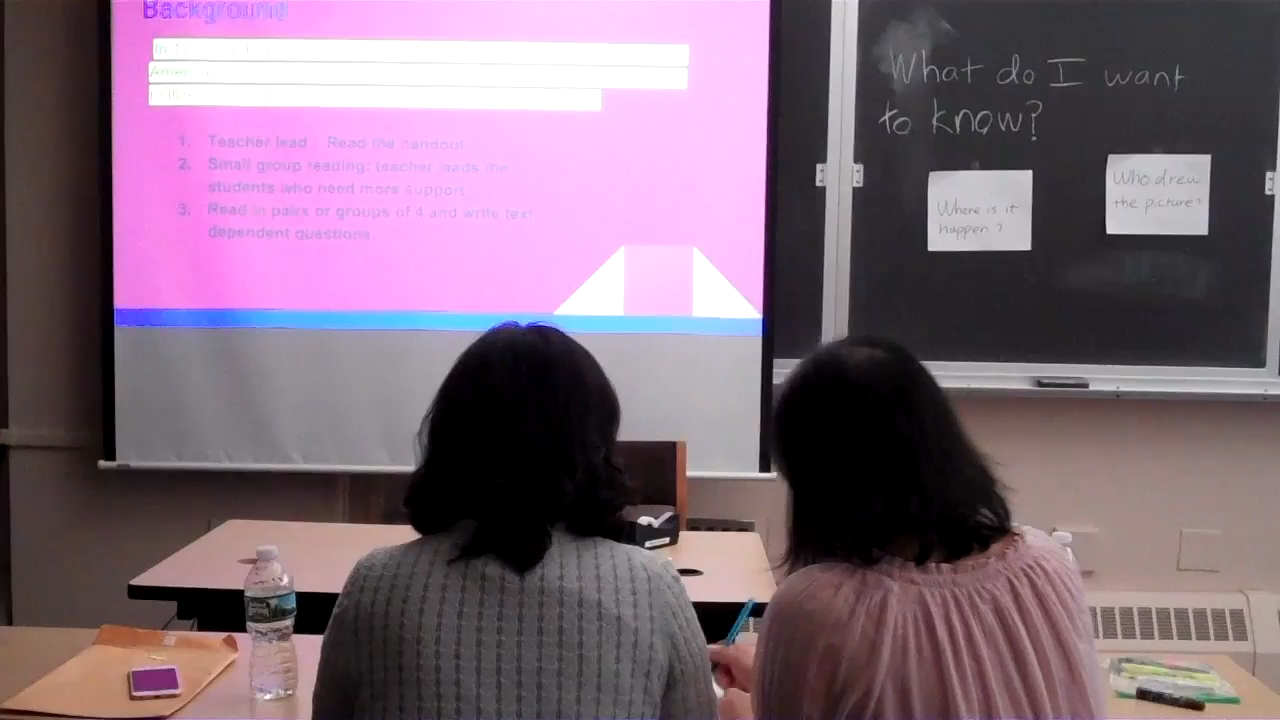 Background
In 17
1. Teacher lead : Read the handout
2. Small group reading: teacher leads the
students who need more support
3. Read in pairs or groups of 4 and write text
dependent questions.
What do I want
to know?
Where is it
happen?
Who drew
the picture?